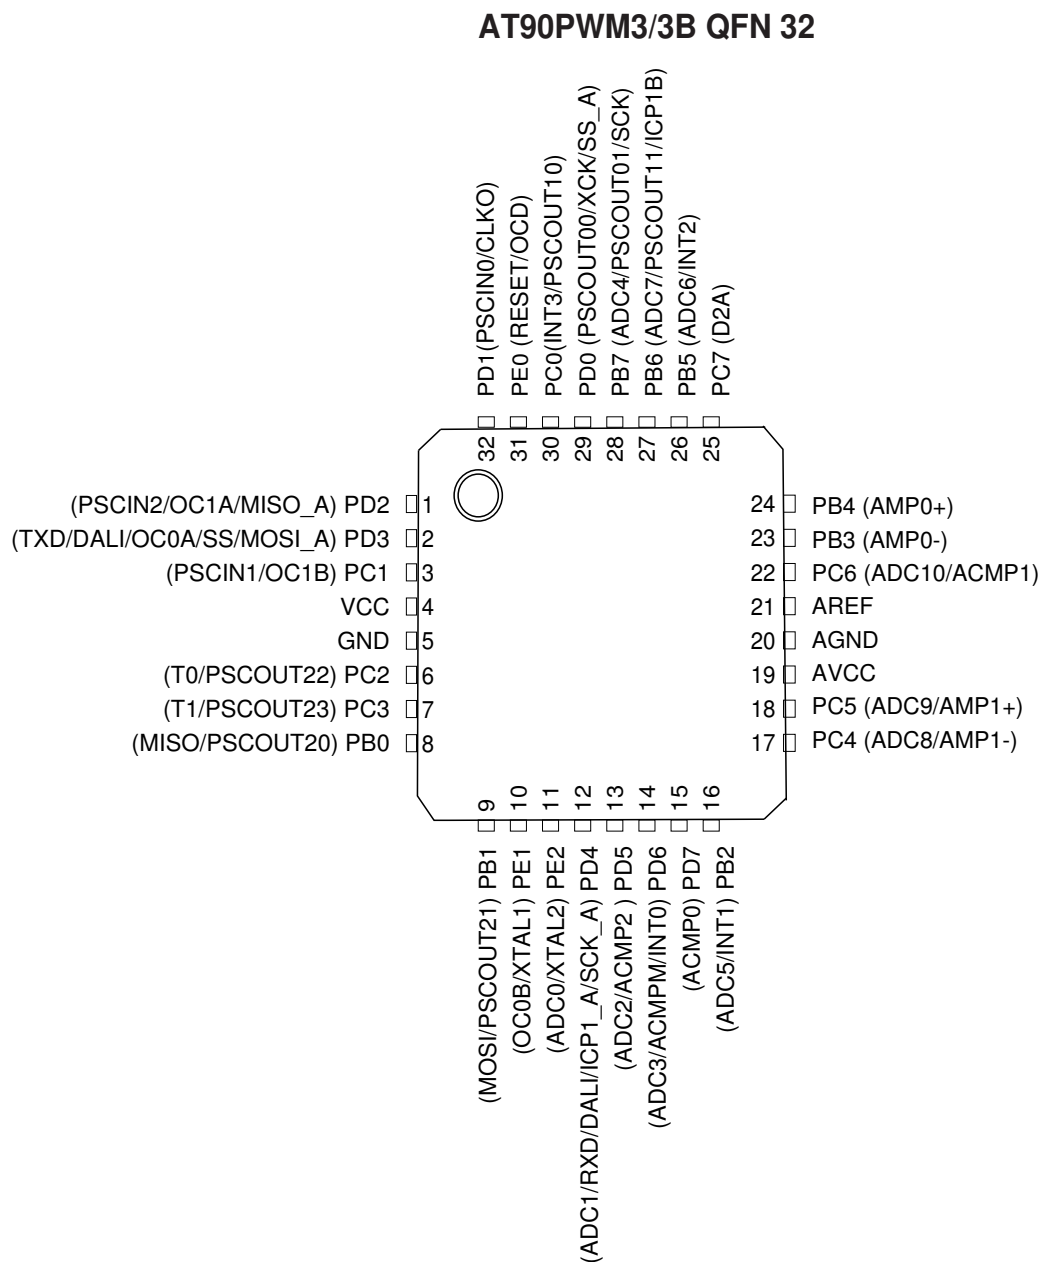 AT90PWM3/3B QFN 32
PD1(PSCIN0/CLKO)
PE0 (RESET/OCD)
PC0(INT3/PSCOUT10)
PD0 (PSCOUT00/XCK/SS_A)
PB7 (ADC4/PSCOUT01/SCK)
PB6 (ADC7/PSCOUT11/ICP1B)
PB5 (ADC6/INT2)
PC7 (D2A)
32
31
30
29
28
27
26
25
(PSCIN2/OC1A/MISO_A) PD2 1
(TXD/DALI/OC0A/SS/MOSI_A) PD3 2
(PSCIN1/OC1B) PC1 3
VCC 4
GND 5
(T0/PSCOUT22) PC2 6
(T1/PSCOUT23) PC3 7
(MISO/PSCOUT20) PB0 8
24 PB4 (AMP0+)
23 PB3 (AMP0-)
22 PC6 (ADC10/ACMP1)
21 AREF
20 AGND
19 AVCC
18 PC5 (ADC9/AMP1+)
17 PC4 (ADC8/AMP1-)
9
10
11
12
13
14
15
16
(MOSI/PSCOUT21) PB1
(OC0B/XTAL1) PE1
(ADC0/XTAL2) PE2
(ADC1/RXD/DALI/ICP1_A/SCK_A) PD4
(ADC2/ACMP2 ) PD5
(ADC3/ACMPM/INT0) PD6
(ACMP0) PD7
(ADC5/INT1) PB2